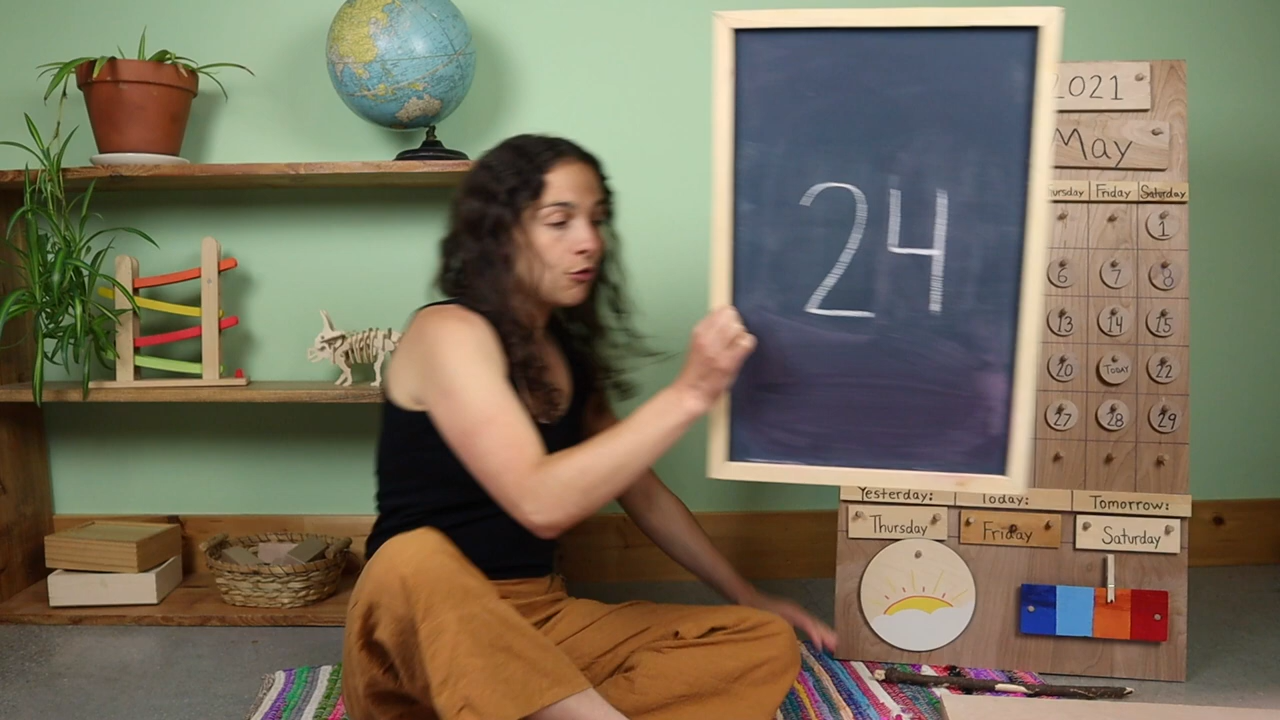 24
2021
May
ursday Friday Saturday
1
6 7 8
13 14 15
20 TODAY 22
27 28 29
Yesterday: Today: Tomorrow:
Thursday Friday Saturday